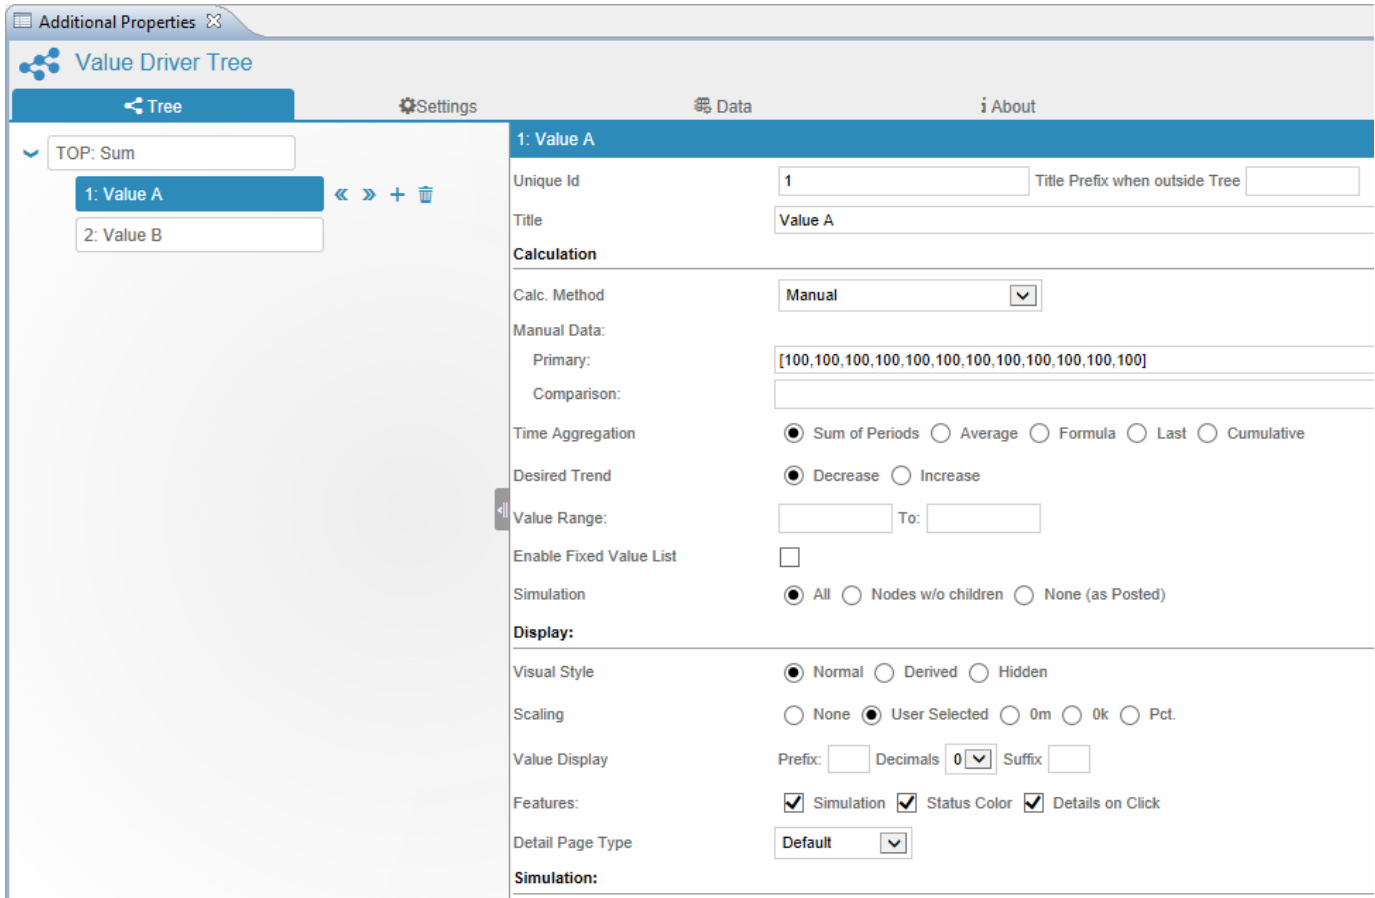 Additional Properties
Value Driver Tree
Tree
Settings
Data
i About
TOP: Sum
1: Value A
2: Value B
1: Value A
Unique Id 1 Title Prefix when outside Tree
Title Value A
Calculation
Calc. Method Manual
Manual Data:
Primary: [100,100,100,100,100,100,100,100,100,100,100,100]
Comparison:
Time Aggregation Sum of Periods Average Formula Last Cumulative
Desired Trend Decrease Increase
Value Range: To:
Enable Fixed Value List
Simulation All Nodes w/o children None (as Posted)
Display:
Visual Style Normal Derived Hidden
Scaling None User Selected 0m 0k Pct.
Value Display Prefix: Decimals 0 Suffix
Features: Simulation Status Color Details on Click
Detail Page Type Default
Simulation: